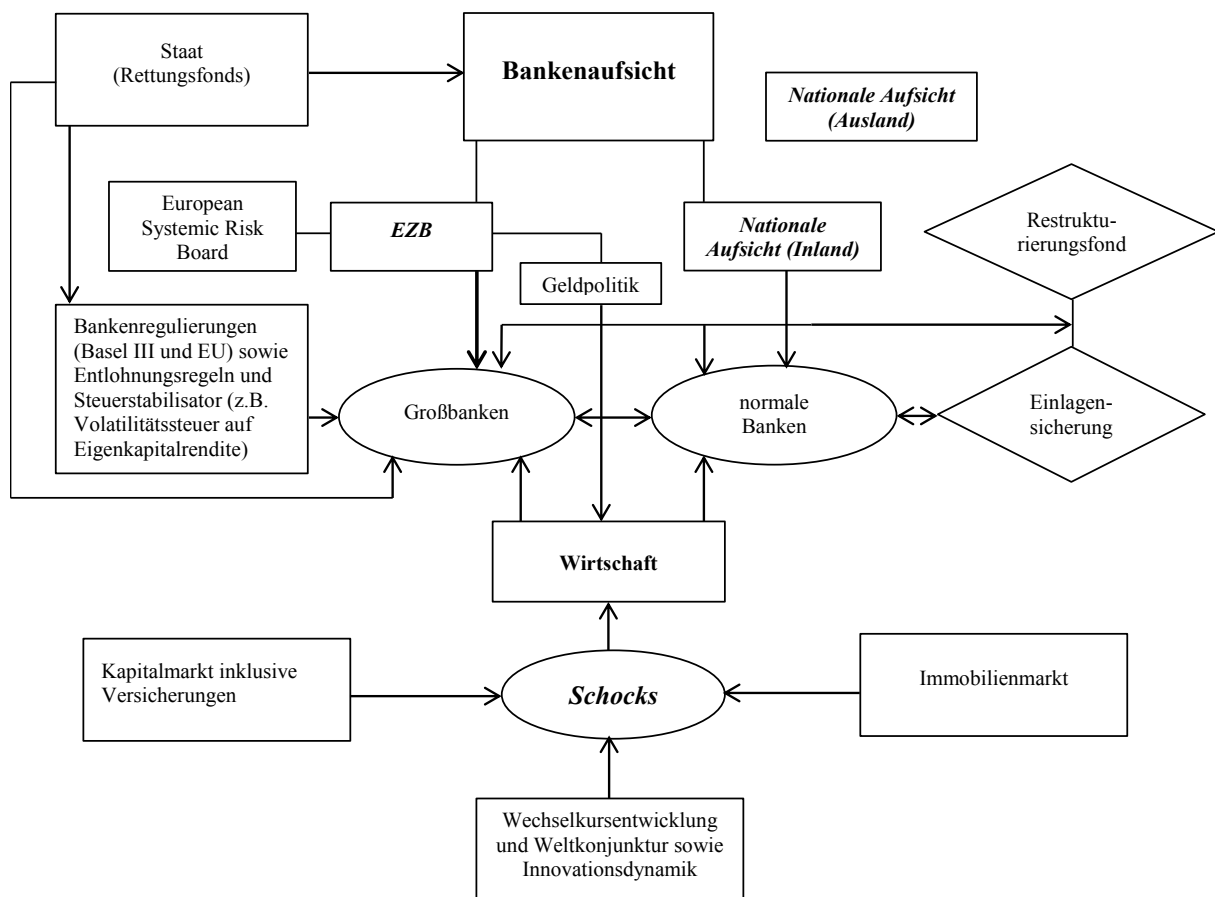 Staat
(Rettungsfonds)
Bankenaufsicht
Nationale Aufsicht
(Ausland)
European
Systemic Risk
Board
EZB
Nationale
Aufsicht (Inland)
Restruktu-
rierungsfond
Geldpolitik
Bankenregulierungen
(Basel III und EU) sowie
Entlohnungsregeln und
Steuerstabilisator (z.B.
Volatilitätssteuer auf
Eigenkapitalrendite)
Großbanken
normale
Banken
Einlagen-
sicherung
Wirtschaft
Kapitalmarkt inklusive
Versicherungen
Schocks
Immobilienmarkt
Wechselkursentwicklung
und Weltkonjunktur sowie
Innovationsdynamik